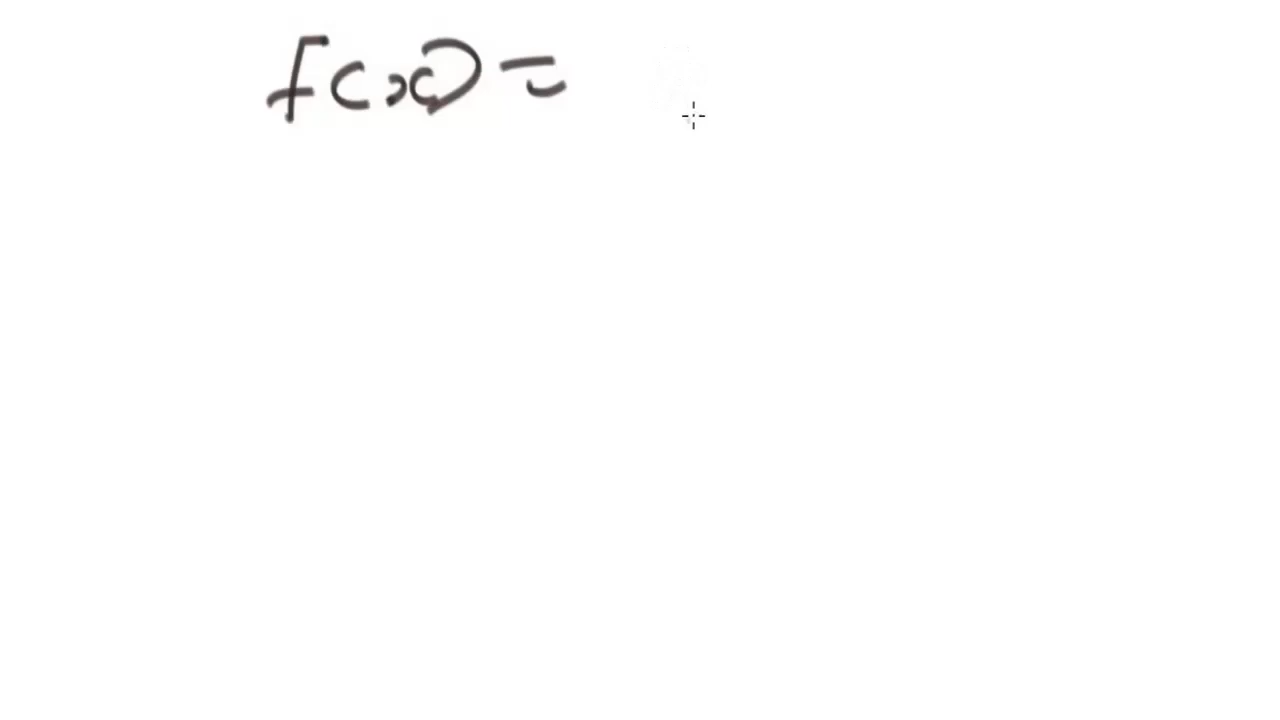 f(x) =